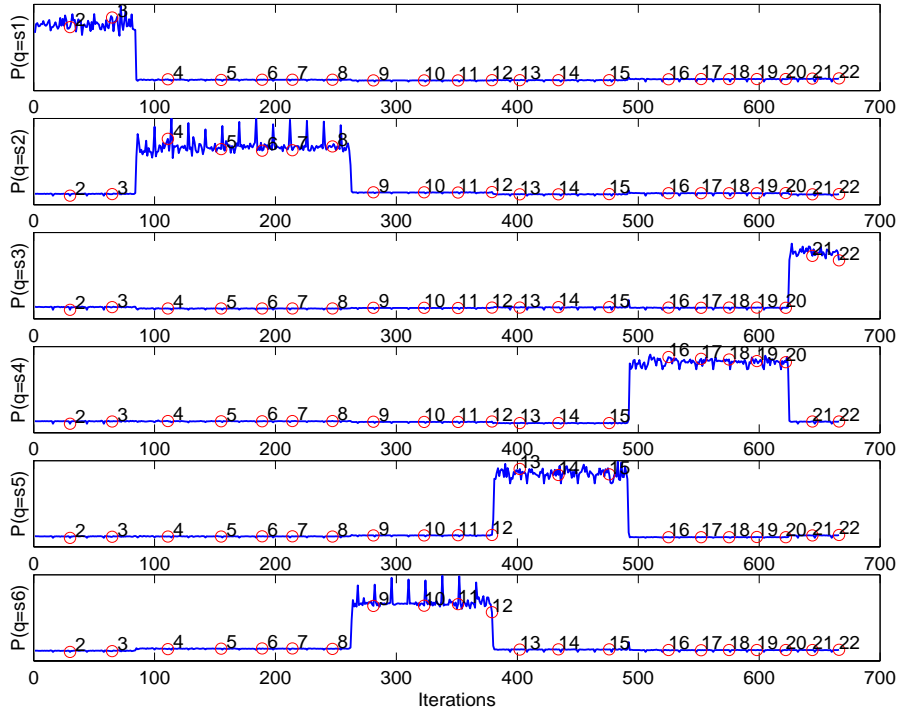 P(q=s1)
2 3 4 5 6 7 8 9 10 11 12 13 14 15 16 17 18 19 20 21 22
0 100 200 300 400 500 600 700
P(q=s2)
2 3 4 5 6 7 8 9 10 11 12 13 14 15 16 17 18 19 20 21 22
0 100 200 300 400 500 600 700
P(q=s3)
2 3 4 5 6 7 8 9 10 11 12 13 14 15 16 17 18 19 20 21 22
0 100 200 300 400 500 600 700
P(q=s4)
2 3 4 5 6 7 8 9 10 11 12 13 14 15 16 17 18 19 20 21 22
0 100 200 300 400 500 600 700
P(q=s5)
2 3 4 5 6 7 8 9 10 11 12 13 14 15 16 17 18 19 20 21 22
0 100 200 300 400 500 600 700
P(q=s6)
2 3 4 5 6 7 8 9 10 11 12 13 14 15 16 17 18 19 20 21 22
0 100 200 300 400 500 600 700
Iterations